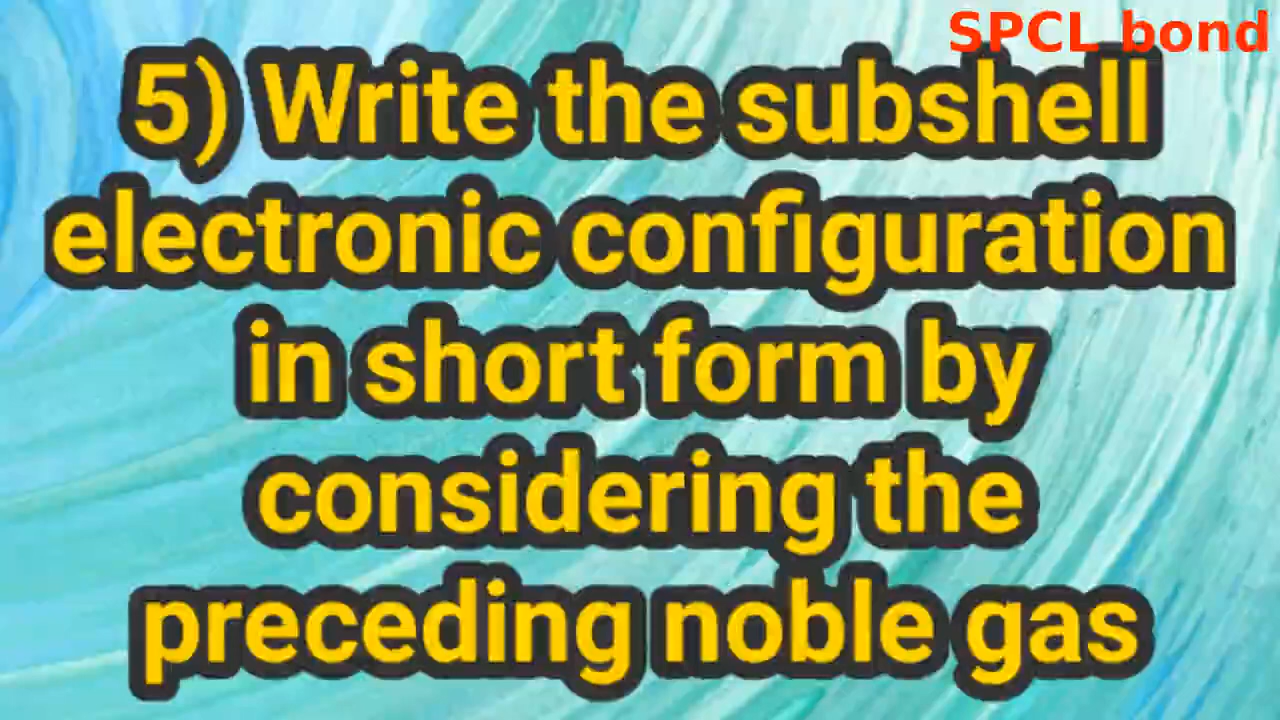 SPCL bond
5) Write the subshell
electronic configuration
in short form by
considering the
preceding noble gas